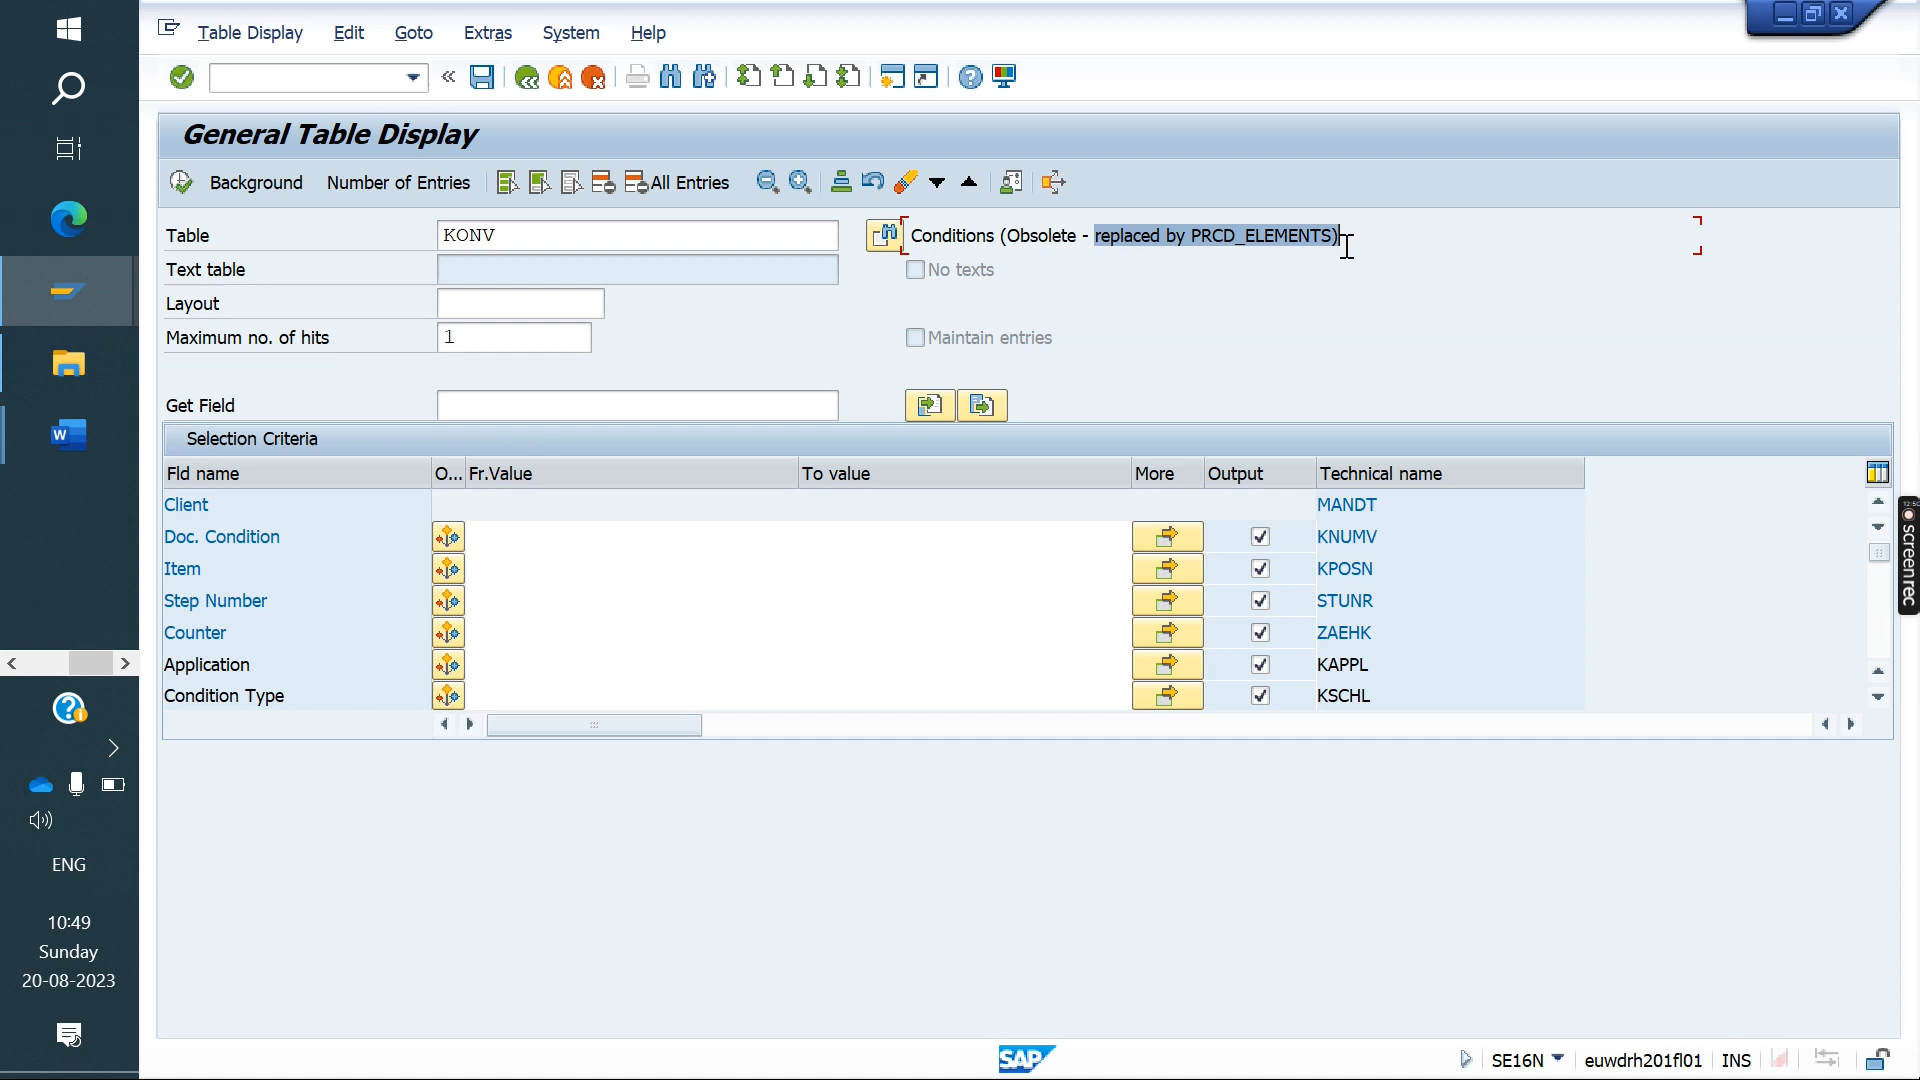 Table Display Edit Goto Extras System Help
General Table Display
Background Number of Entries All Entries
Table KONV Conditions (Obsolete - replaced by PRCD_ELEMENTS)
Text table No texts
Layout
Maximum no. of hits 1 Maintain entries
Get Field
Selection Criteria
Fld name O... Fr.Value To value More Output Technical name
Client MANDT
Doc. Condition KNUMV
Item KPOSN
Step Number STUNR
Counter ZAEHK
Application KAPPL
Condition Type KSCHL
W
ENG
10:49
Sunday
20-08-2023
screenrec
SAP SE16N euwdrh201fl01 INS